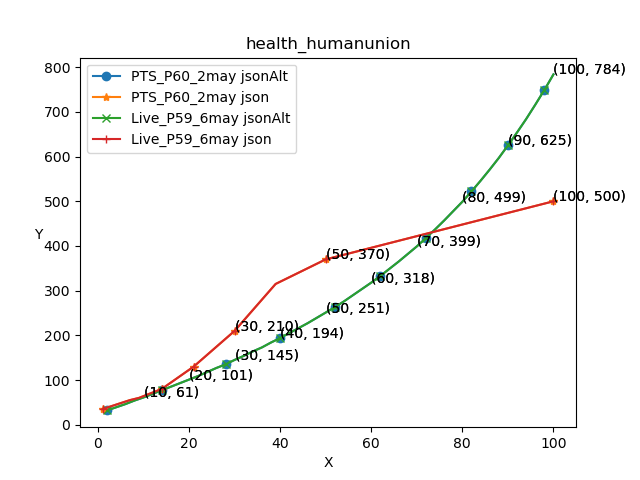 health_humanunion
PTS_P60_2may jsonAlt
PTS_P60_2may json
Live_P59_6may jsonAlt
Live_P59_6may json
Y
800
700
600
500
400
300
200
100
0
(100, 784)
(90, 625)
(80, 499)
(100, 500)
(70, 399)
(50, 370)
(60, 318)
(50, 251)
(30, 210)
(40, 194)
(30, 145)
(20, 101)
(10, 61)
0 20 40 60 80 100
X